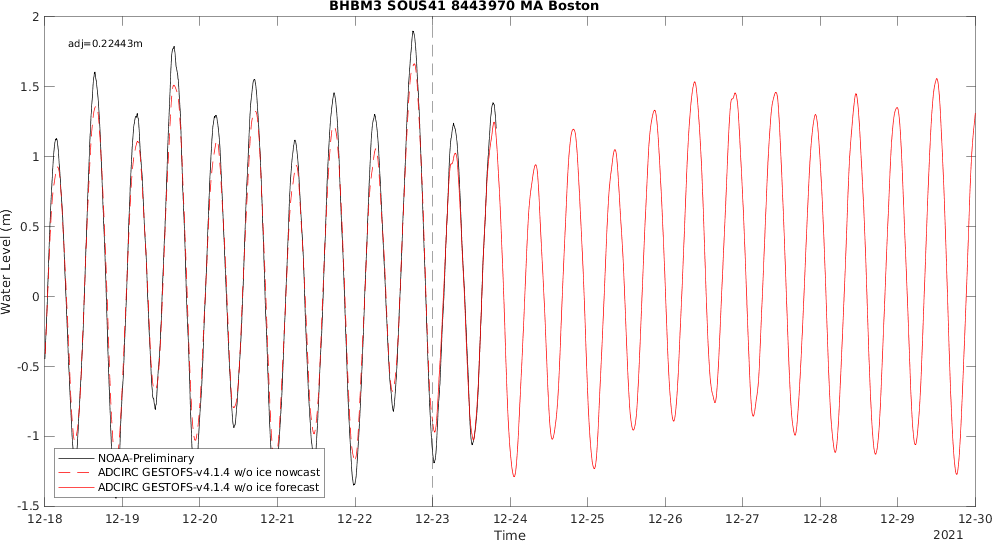 BHBM3 SOUS41 8443970 MA Boston
adj=0.22443m
2
1.5
1
0.5
0
-0.5
-1
-1.5
Water Level (m)
NOAA-Preliminary
ADCIRC GESTOFS-v4.1.4 w/o ice nowcast
ADCIRC GESTOFS-v4.1.4 w/o ice forecast
12-18 12-19 12-20 12-21 12-22 12-23 12-24 12-25 12-26 12-27 12-28 12-29 12-30
Time
2021